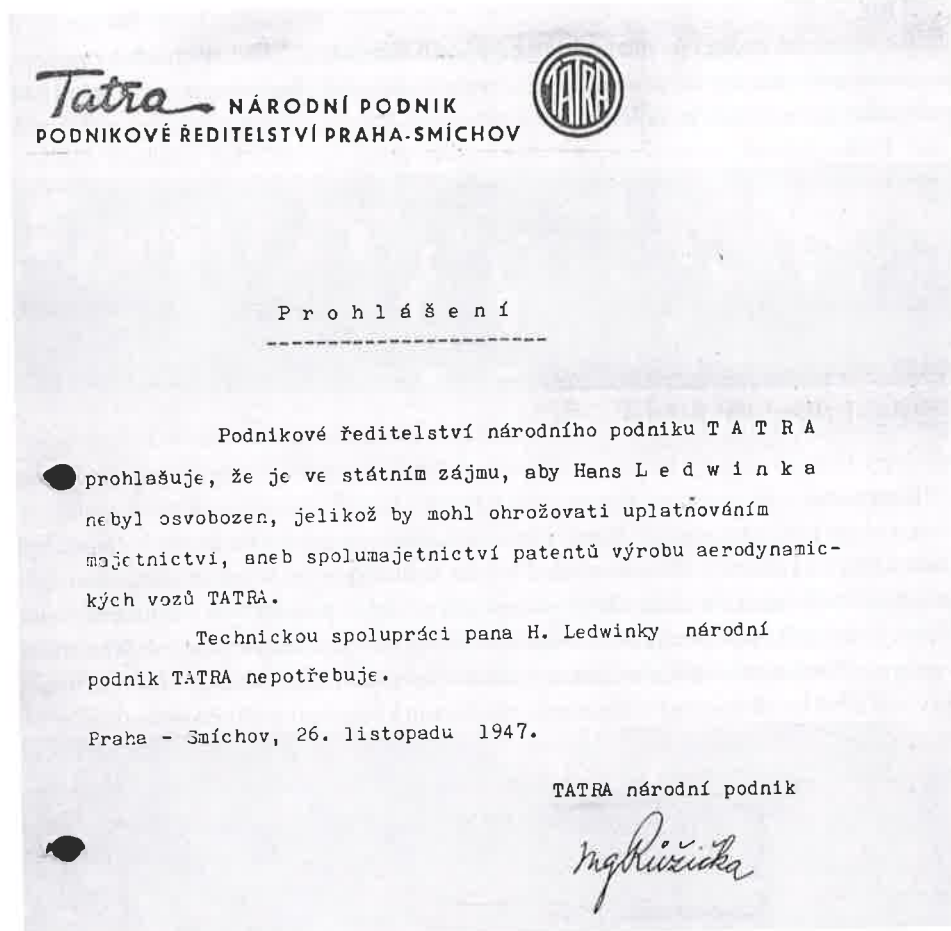 Tatra NÁRODNÍ PODNIK
PODNIKOVÉ ŘEDITELSTVÍ PRAHA-SMÍCHOV
TATRA
Prohlášení
Podnikové ředitelství národního podniku T A T R A
prohlašuje, že je ve státním zájmu, aby Hans L e d w i n k a
nebyl osvobozen, jelikož by mohl ohrožovati uplatňováním
majetnictví, aneb spolumajetnictví patentů výrobu aerodynamic-
kých vozů TATRA.
Technickou spolupráci pana H. Ledwinky národní
podnik TATRA nepotřebuje.
Praha - Smíchov, 26. listopadu 1947.
TATRA národní podnik
Ing Růžička